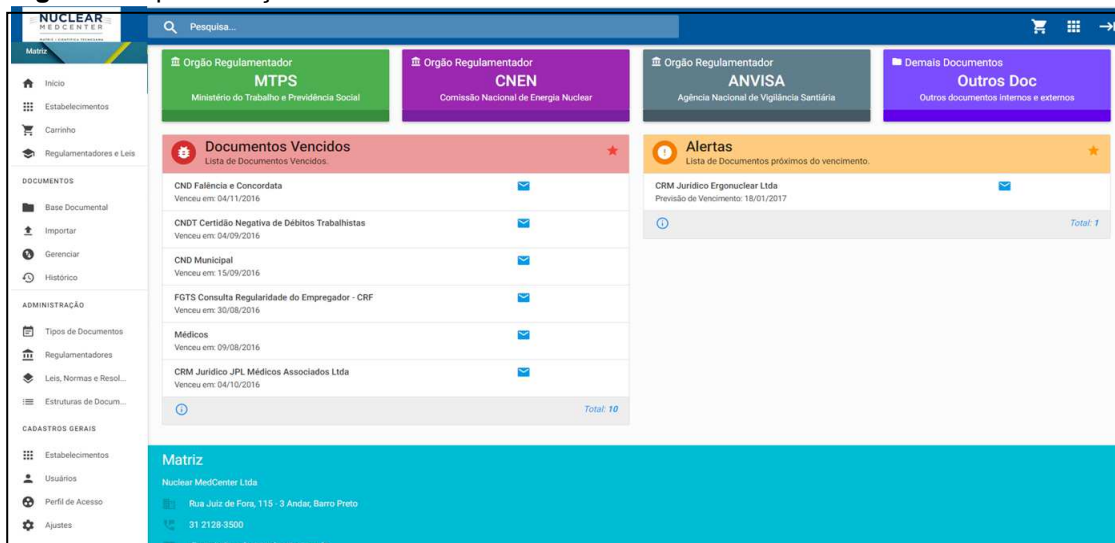 NUCLEAR
MEDCENTER
Matriz
Início
Estabelecimentos
Carrinho
Regulamentadores e Leis
DOCUMENTOS
Base Documental
Importar
Gerenciar
Histórico
ADMINISTRAÇÃO
Tipos de Documentos
Regulamentadores
Leis, Normas e Resol...
Estruturas de Docum...
CADASTROS GERAIS
Estabelecimentos
Usuários
Perfil de Acesso
Ajustes
Pesquisa...
Orgão Regulamentador
MTPS
Ministério do Trabalho e Previdência Social
Orgão Regulamentador
CNEN
Comissão Nacional de Energia Nuclear
Orgão Regulamentador
ANVISA
Agência Nacional de Vigilância Santiária
Demais Documentos
Outros Doc
Outros documentos internos e externos
Documentos Vencidos
Lista de Documentos Vencidos.
CND Falência e Concordata
Venceu em: 04/11/2016
CNDT Certidão Negativa de Débitos Trabalhistas
Venceu em: 04/09/2016
CND Municipal
Venceu em: 15/09/2016
FGTS Consulta Regularidade do Empregador - CRF
Venceu em: 30/08/2016
Médicos
Venceu em: 09/08/2016
CRM Jurídico JPL Médicos Associados Ltda
Venceu em: 04/10/2016
Total: 10
Alertas
Lista de Documentos próximos do vencimento.
CRM Jurídico Ergonuclear Ltda
Previsão de Vencimento: 18/01/2017
Total: 1
Matriz
Nuclear MedCenter Ltda
Rua Juiz de Fora, 115 - 3 Andar, Barro Preto
31 2128-3500